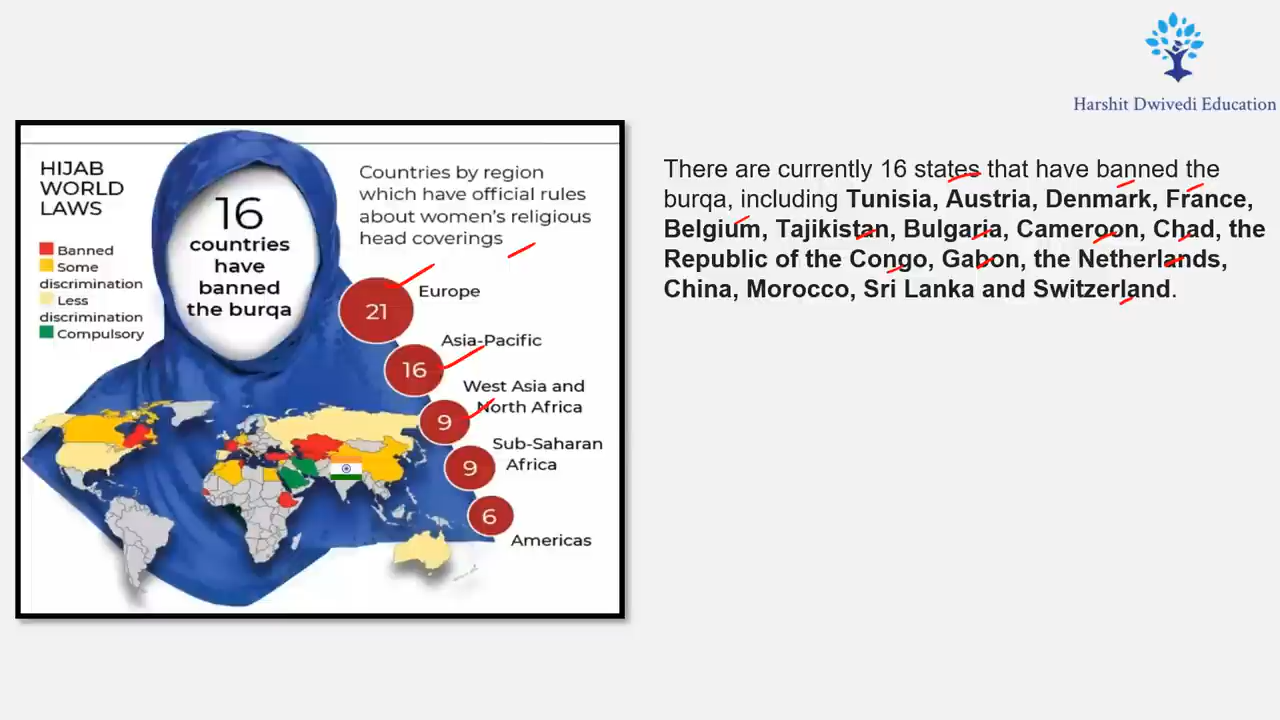 Harshit Dwivedi Education
HIJAB
WORLD
LAWS
Banned
Some
discrimination
Less
discrimination
Compulsory
16
countries
have
banned
the burqa
Countries by region
which have official rules
about women's religious
head coverings
21 Europe
16 Asia-Pacific
9 West Asia and
North Africa
9 Sub-Saharan
Africa
6 Americas
There are currently 16 states that have banned the
burqa, including Tunisia, Austria, Denmark, France,
Belgium, Tajikistan, Bulgaria, Cameroon, Chad, the
Republic of the Congo, Gabon, the Netherlands,
China, Morocco, Sri Lanka and Switzerland.